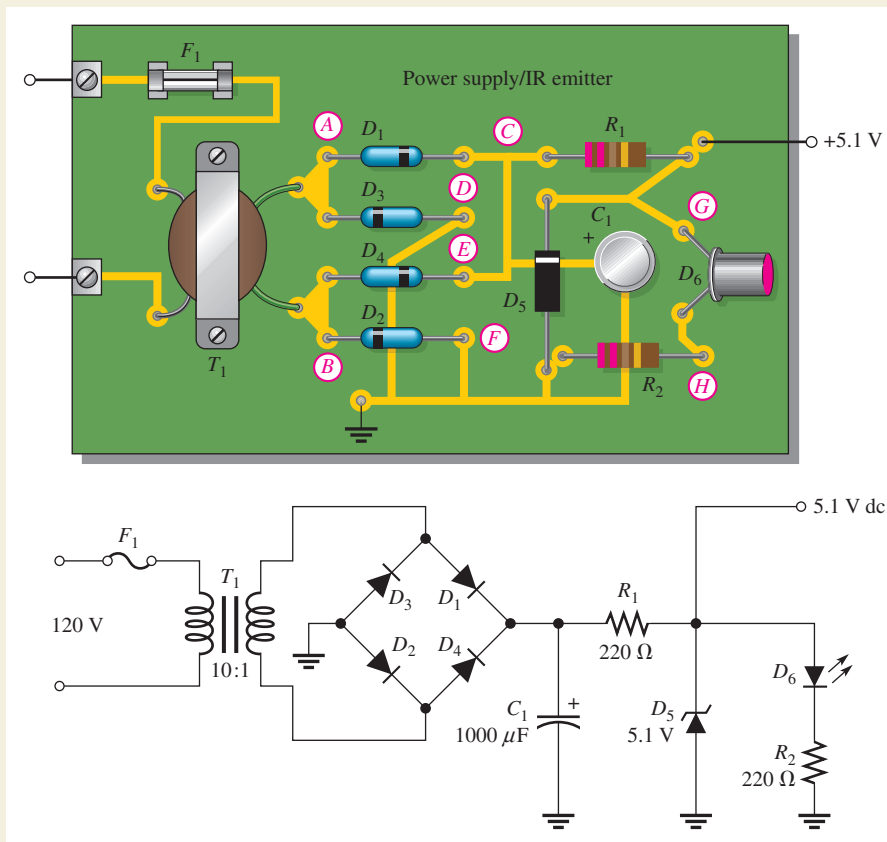 F1
Power supply/IR emitter
A
D1
C
R1
+5.1 V
D
D3
C1
G
E
+
D4
D5
D6
D2
F
T1
B
R2
H
5.1 V dc
F1
T1
D3
D1
R1
120 V
D2
D4
220 Ω
10:1
C1
+
1000 μF
D5
5.1 V
D6
R2
220 Ω